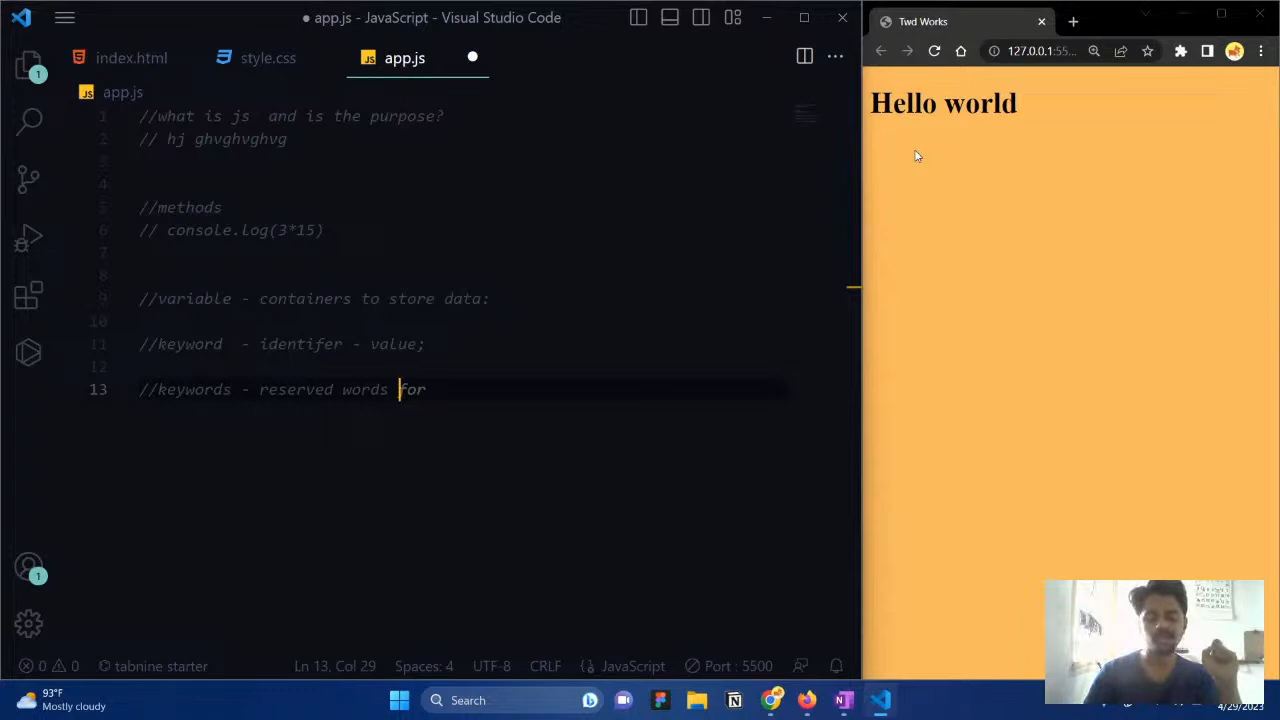 app.js - JavaScript - Visual Studio Code
Twd Works
index.html
style.css
app.js
127.0.0.1:55...
app.js
1 //what is js  and is the purpose?
2 // hj ghvghvghvg
3
4
5 //methods
6 // console.log(3*15)
7
8
9 //variable - containers to store data:
10
11 //keyword  - identifer - value;
12
13 //keywords - reserved words for
Hello world
1
1
0 0
tabnine starter
Ln 13, Col 29
Spaces: 4
UTF-8
CRLF
JavaScript
Port : 5500
93°F
Mostly cloudy
Search